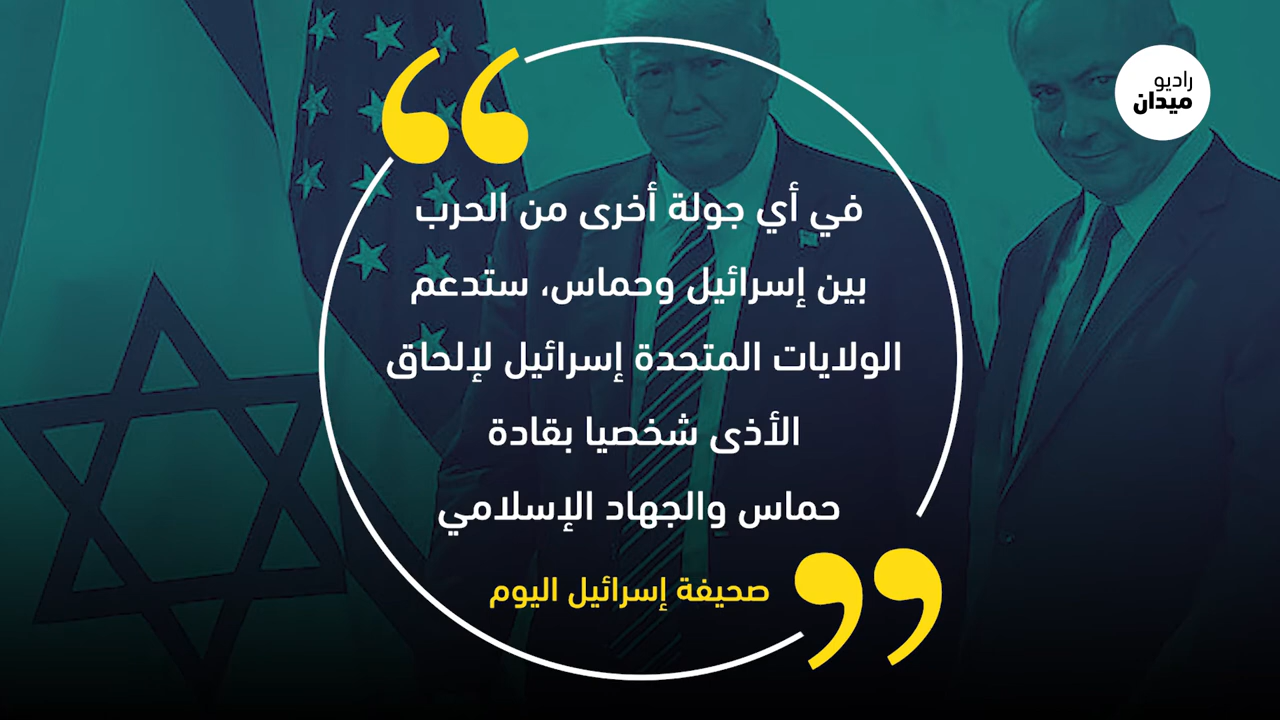 راديو
ميدان
في أي جولة أخرى من الحرب
بين إسرائيل وحماس، ستدعم
الولايات المتحدة إسرائيل لإلحاق
الأذى شخصيا بقادة
حماس والجهاد الإسلامي
صحيفة إسرائيل اليوم